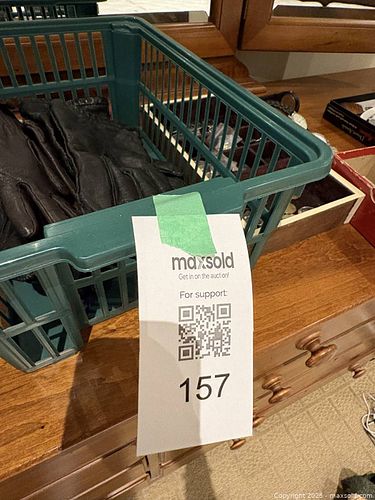 maxsold
Get in on the auction!
For support:
157
Copyright 2025 - maxsold.com